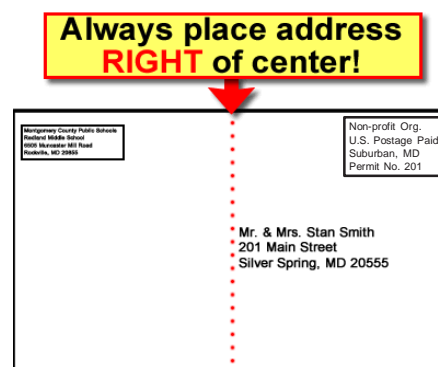 Always place address
RIGHT of center!
Montgomery County Public Schools
Redland Middle School
6505 Muncaster Mill Road
Rockville, MD 20855
Non-profit Org.
U.S. Postage Paid
Suburban, MD
Permit No. 201
Mr. & Mrs. Stan Smith
201 Main Street
Silver Spring, MD 20555